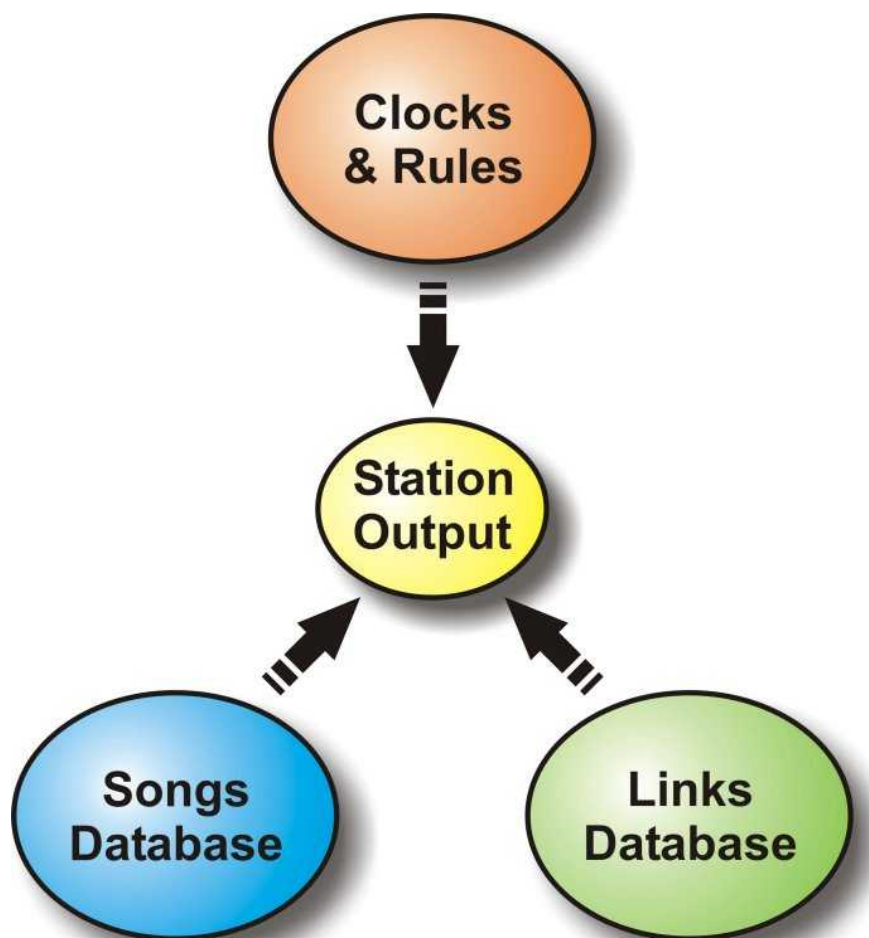 Clocks
& Rules
Station
Output
Songs
Database
Links
Database